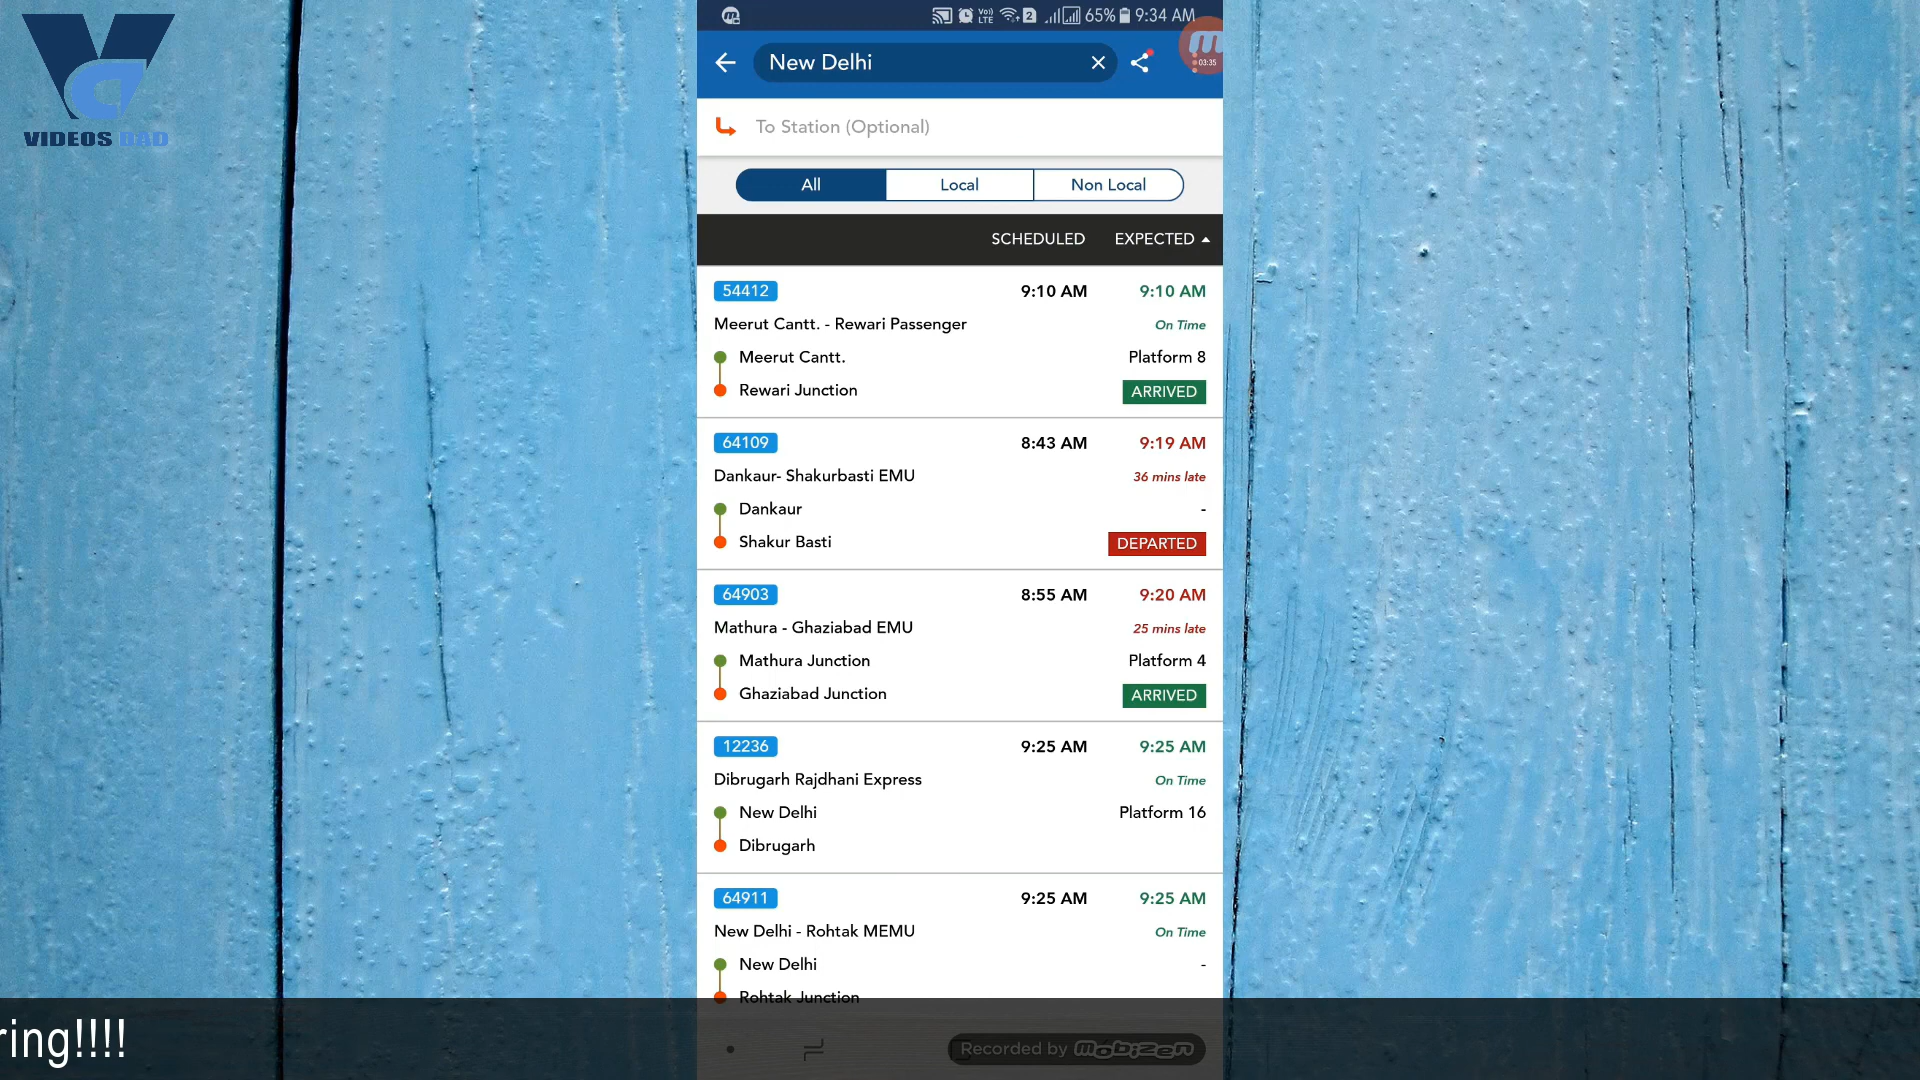 VIDEOS DAD
65% 9:34 AM
New Delhi
03:35
To Station (Optional)
All Local Non Local
SCHEDULED EXPECTED
54412 9:10 AM 9:10 AM
Meerut Cantt. - Rewari Passenger On Time
Meerut Cantt. Platform 8
Rewari Junction ARRIVED
64109 8:43 AM 9:19 AM
Dankaur- Shakurbasti EMU 36 mins late
Dankaur -
Shakur Basti DEPARTED
64903 8:55 AM 9:20 AM
Mathura - Ghaziabad EMU 25 mins late
Mathura Junction Platform 4
Ghaziabad Junction ARRIVED
12236 9:25 AM 9:25 AM
Dibrugarh Rajdhani Express On Time
New Delhi Platform 16
Dibrugarh
64911 9:25 AM 9:25 AM
New Delhi - Rohtak MEMU On Time
New Delhi -
Rohtak Junction
ring!!!!
Recorded by mobizen